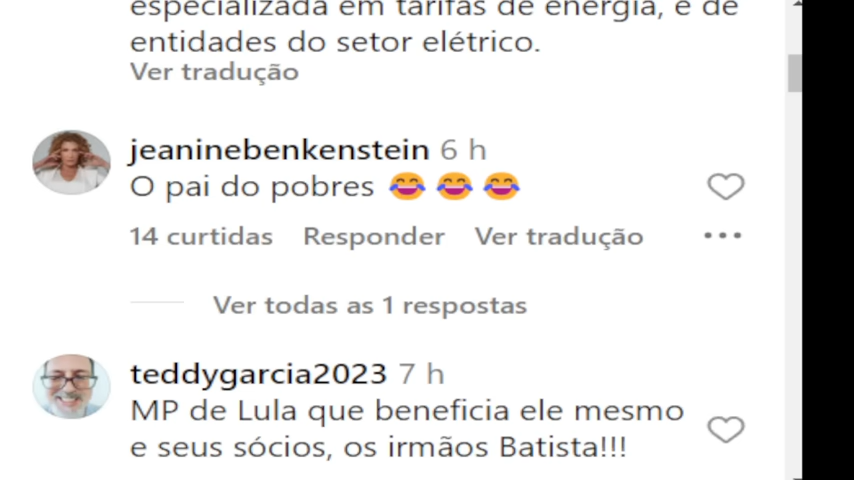 especializada em tarifas de energia, e de
entidades do setor elétrico.
Ver tradução
jeaninebenkenstein 6 h
O pai do pobres 😂😂😂
14 curtidas Responder Ver tradução
Ver todas as 1 respostas
teddygarcia2023 7 h
MP de Lula que beneficia ele mesmo
e seus sócios, os irmãos Batista!!!